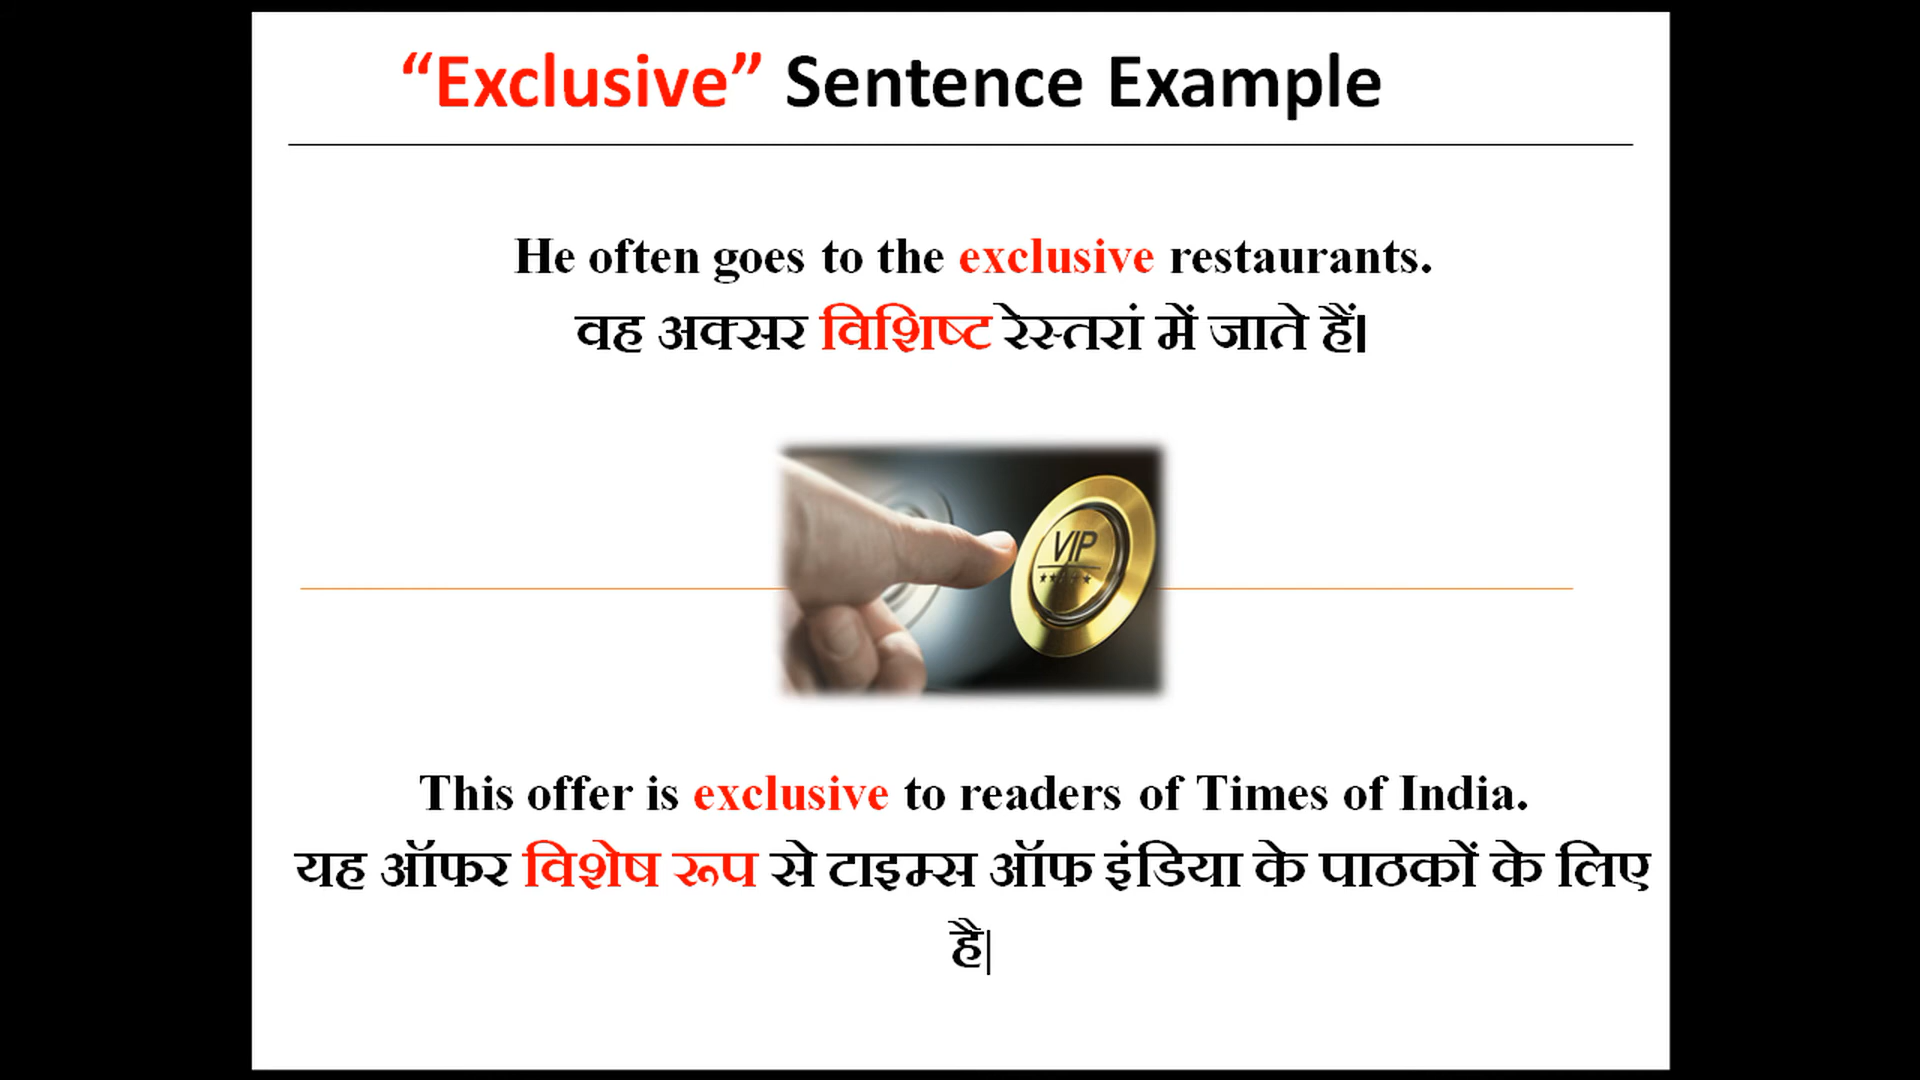 “Exclusive” Sentence Example
He often goes to the exclusive restaurants.
वह अक्सर विशिष्ट रेस्तरां में जाते हैं|
VIP
This offer is exclusive to readers of Times of India.
यह ऑफर विशेष रूप से टाइम्स ऑफ इंडिया के पाठकों के लिए
है|